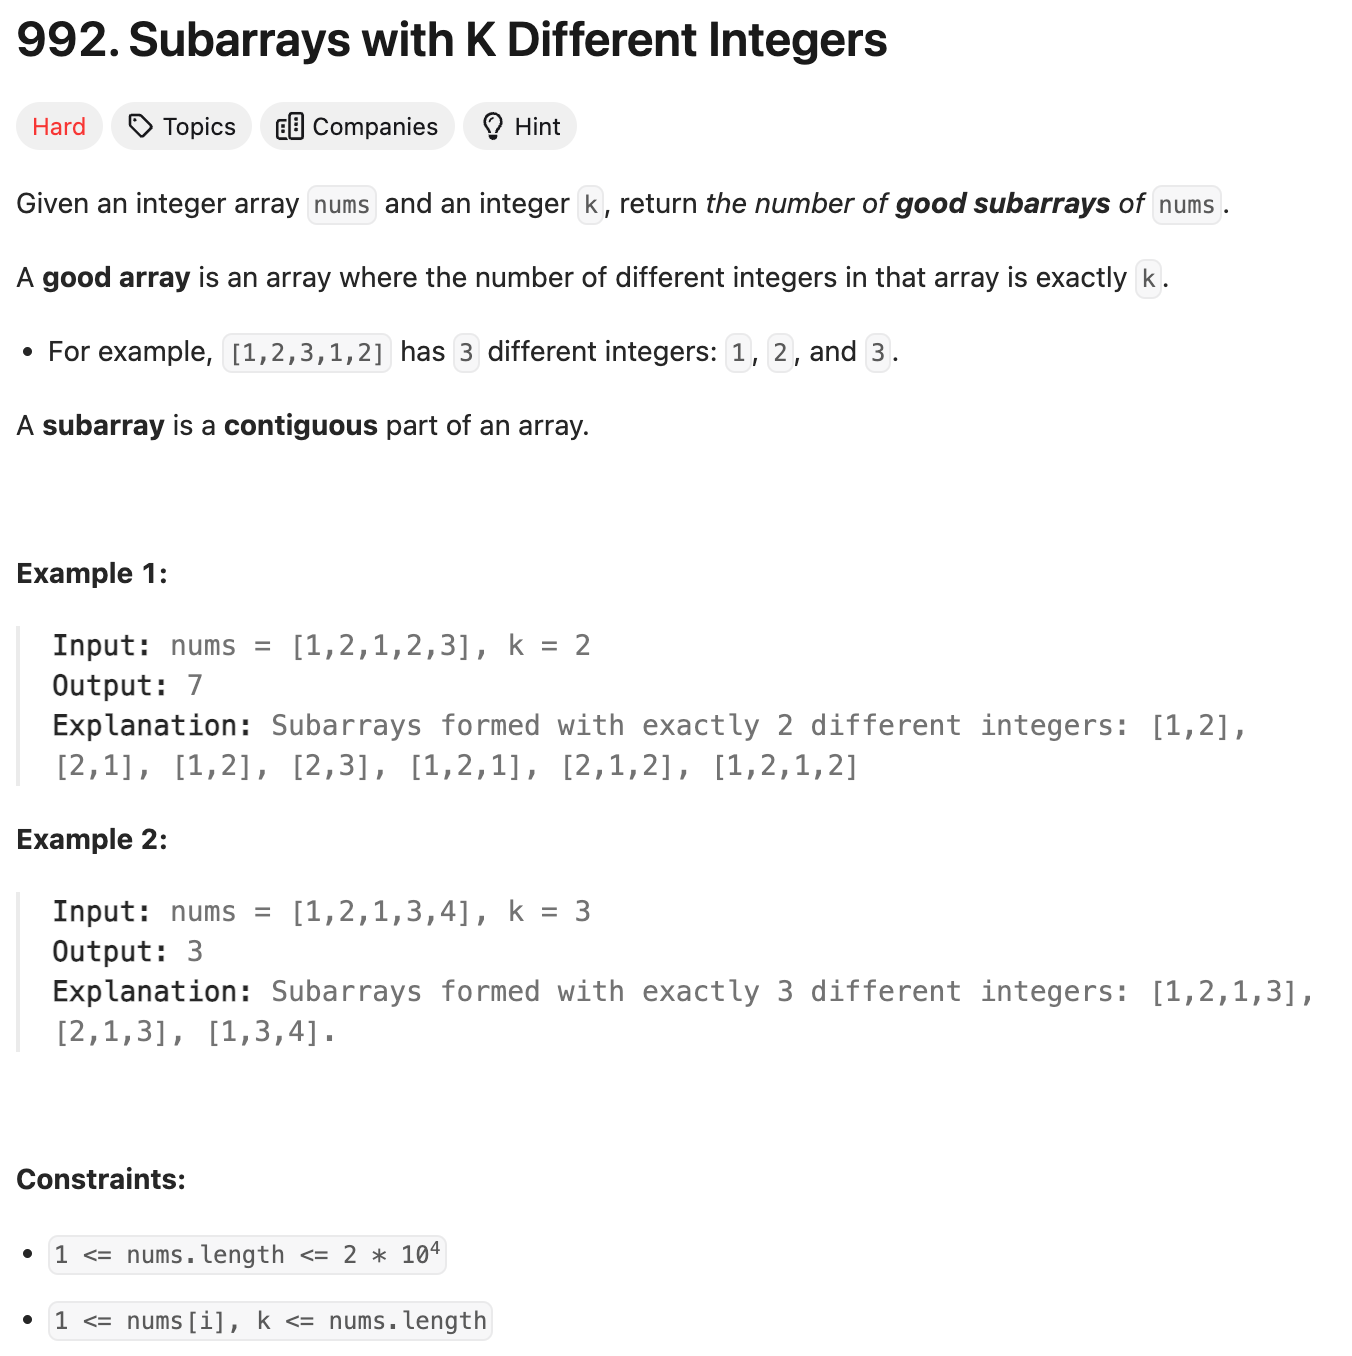 992. Subarrays with K Different Integers
Hard Topics Companies Hint
Given an integer array nums and an integer k, return the number of good subarrays of nums.
A good array is an array where the number of different integers in that array is exactly k.
• For example, [1,2,3,1,2] has 3 different integers: 1, 2, and 3.
A subarray is a contiguous part of an array.
Example 1:
Input: nums = [1,2,1,2,3], k = 2
Output: 7
Explanation: Subarrays formed with exactly 2 different integers: [1,2],
[2,1], [1,2], [2,3], [1,2,1], [2,1,2], [1,2,1,2]
Example 2:
Input: nums = [1,2,1,3,4], k = 3
Output: 3
Explanation: Subarrays formed with exactly 3 different integers: [1,2,1,3],
[2,1,3], [1,3,4].
Constraints:
• 1 <= nums.length <= 2 * 10⁴
• 1 <= nums[i], k <= nums.length